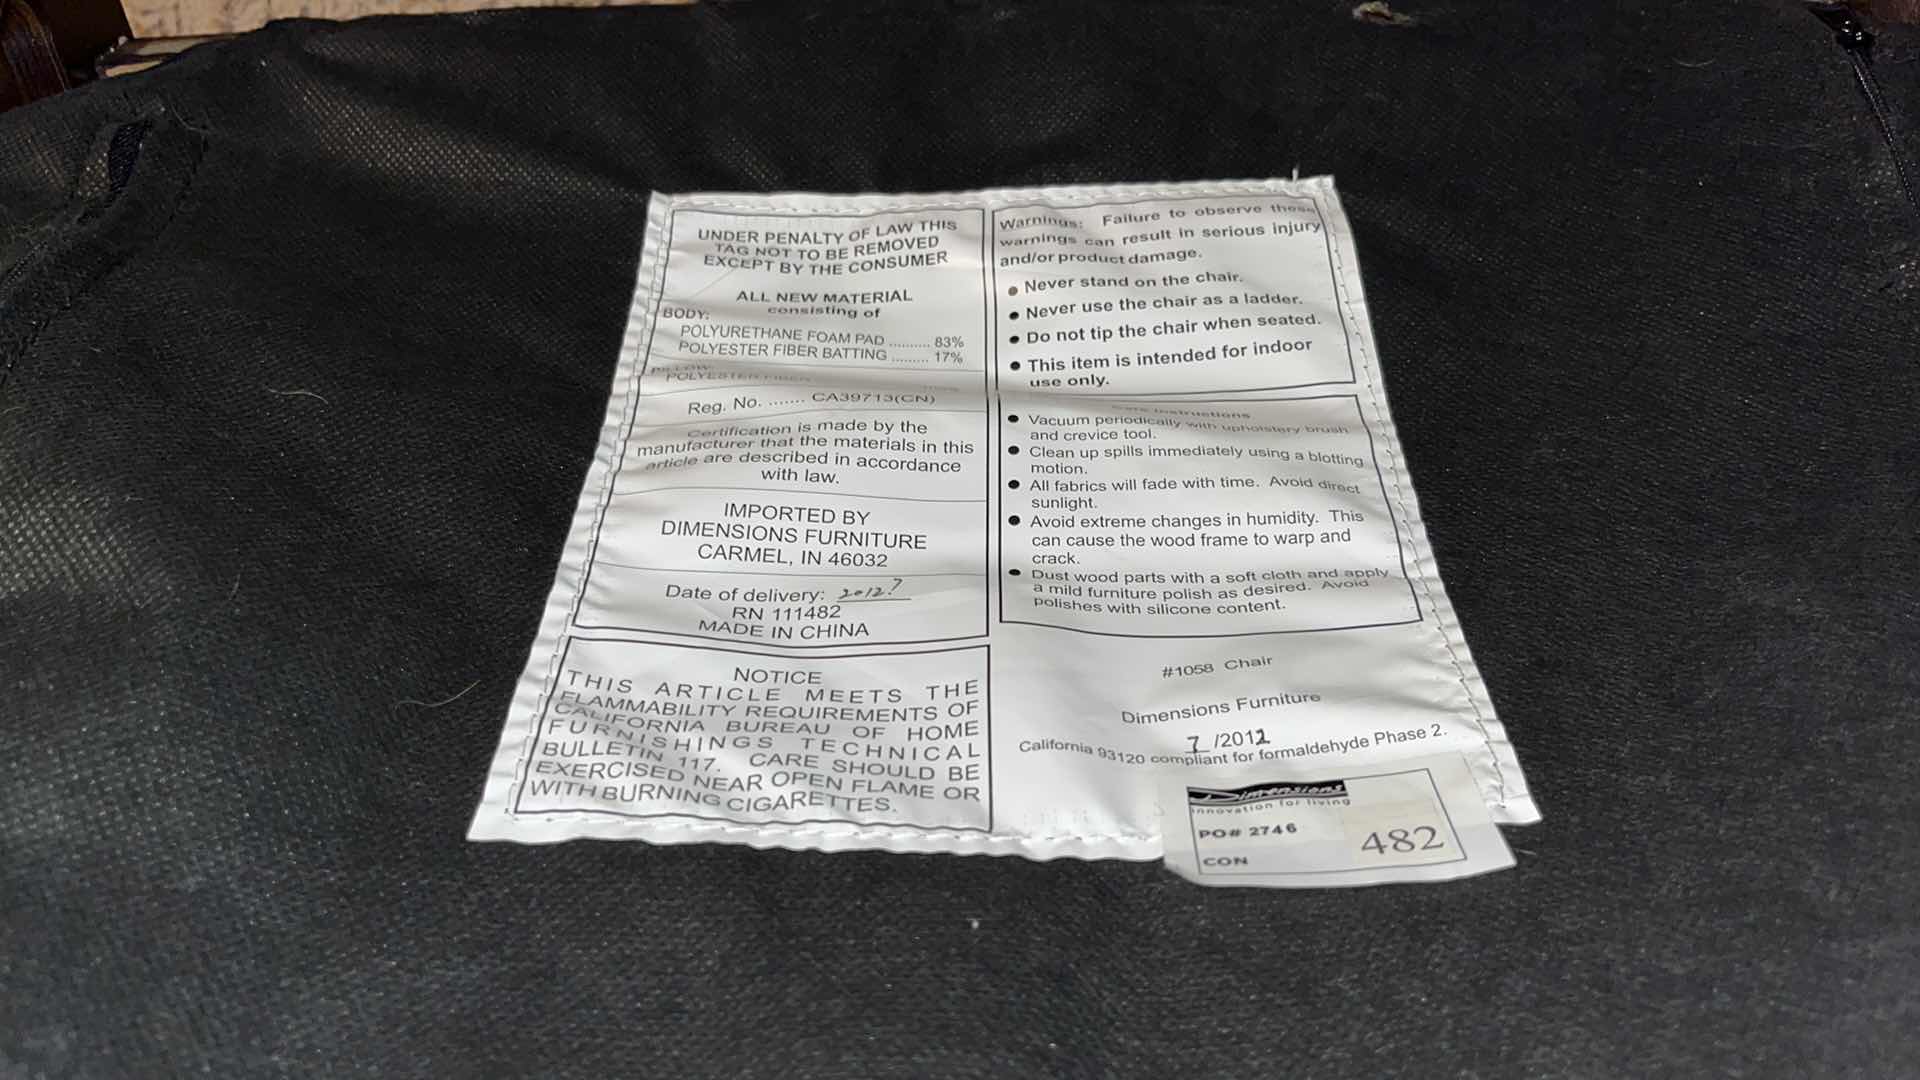 UNDER PENALTY OF LAW THIS
TAG NOT TO BE REMOVED
EXCEPT BY THE CONSUMER
ALL NEW MATERIAL
consisting of
BODY:
POLYURETHANE FOAM PAD .......... 83%
POLYESTER FIBER BATTING ......... 17%
PILLOW
POLYESTER FIBER
Reg. No. ....... CA39713(CN)
Certification is made by the
manufacturer that the materials in this
article are described in accordance
with law.
IMPORTED BY
DIMENSIONS FURNITURE
CARMEL, IN 46032
Date of delivery: 2012.7
RN 111482
MADE IN CHINA
NOTICE
THIS ARTICLE MEETS THE
FLAMMABILITY REQUIREMENTS OF
CALIFORNIA BUREAU OF HOME
FURNISHINGS TECHNICAL
BULLETIN 117. CARE SHOULD BE
EXERCISED NEAR OPEN FLAME OR
WITH BURNING CIGARETTES.
Warnings: Failure to observe these
warnings can result in serious injury
and/or product damage.
● Never stand on the chair.
● Never use the chair as a ladder.
● Do not tip the chair when seated.
● This item is intended for indoor
use only.
Care Instructions
● Vacuum periodically with upholstery brush
and crevice tool.
● Clean up spills immediately using a blotting
motion.
● All fabrics will fade with time. Avoid direct
sunlight.
● Avoid extreme changes in humidity. This
can cause the wood frame to warp and
crack.
● Dust wood parts with a soft cloth and apply
a mild furniture polish as desired. Avoid
polishes with silicone content.
#1058 Chair
Dimensions Furniture
7/2012
California 93120 compliant for formaldehyde Phase 2.
Dimensions
innovation for living
PO# 2746
CON
482